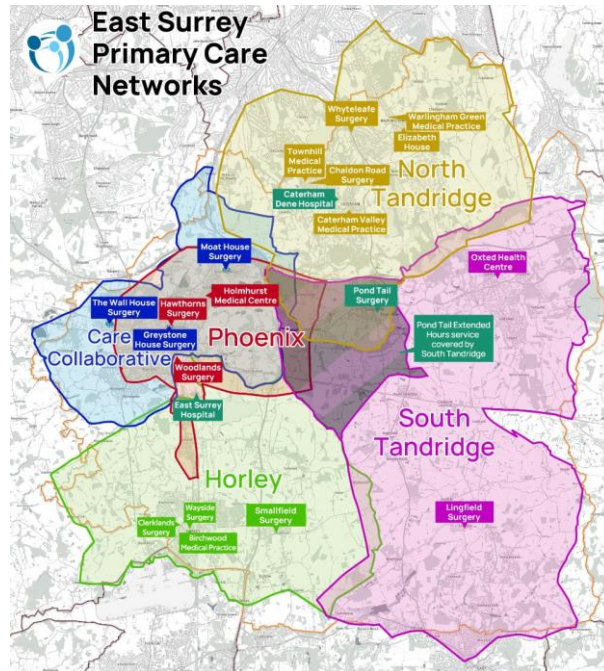 East Surrey
Primary Care
Networks
Whyteleafe
Surgery
Warlingham Green
Medical Practice
Elizabeth
House
Townhill
Medical
Practice
Chaldon Road
Surgery
North
Tandridge
Caterham
Dene Hospital
Caterham Valley
Medical Practice
Moat House
Surgery
Oxted Health
Centre
Holmhurst
Medical Centre
Pond Tail
Surgery
The Wall House
Surgery
Hawthorns
Surgery
Greystone
House Surgery
Care
Collaborative
Phoenix
Pond Tail Extended
Hours service
covered by
South Tandridge
Woodlands
Surgery
East Surrey
Hospital
South
Tandridge
Horley
Wayside
Surgery
Smallfield
Surgery
Clerklands
Surgery
Birchwood
Medical Practice
Lingfield
Surgery